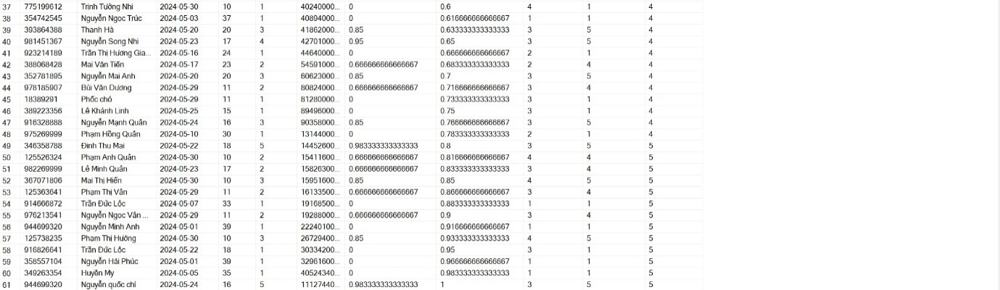 37 775199612 Trịnh Tường Nhi 2024-05-30 10 1 40240000... 0 0.6 4 1 4
38 354742545 Nguyễn Ngọc Trúc 2024-05-03 37 1 40894000... 0 0.616666666666667 1 1 4
39 393864388 Thanh Hà 2024-05-20 20 3 41862000... 0.85 0.633333333333333 3 5 4
40 981451367 Nguyễn Song Nhi 2024-05-23 17 4 42701000... 0.95 0.65 3 5 4
41 923214189 Trần Thị Hương Gia... 2024-05-16 24 1 44640000... 0 0.666666666666667 2 1 4
42 388068428 Mai Văn Tiến 2024-05-17 23 2 54591000... 0.666666666666667 0.683333333333333 2 4 4
43 352781895 Nguyễn Mai Anh 2024-05-20 20 3 60623000... 0.85 0.7 3 5 4
44 978185907 Bùi Văn Dương 2024-05-29 11 2 80824000... 0.666666666666667 0.716666666666667 3 4 4
45 18389291 Phốc chó 2024-05-29 11 1 81280000... 0 0.733333333333333 3 1 4
46 389223356 Lê Khánh Linh 2024-05-25 15 1 89496000... 0 0.75 3 1 4
47 916328888 Nguyễn Mạnh Quân 2024-05-24 16 3 90358000... 0.85 0.766666666666667 3 5 4
48 975269999 Phạm Hồng Quân 2024-05-10 30 1 13144000... 0 0.783333333333333 2 1 4
49 346358788 Đinh Thu Mai 2024-05-22 18 5 14452600... 0.983333333333333 0.8 3 5 5
50 125526324 Phạm Anh Quân 2024-05-30 10 2 15411600... 0.666666666666667 0.816666666666667 4 4 5
51 982269999 Lê Minh Quân 2024-05-23 17 2 15826300... 0.666666666666667 0.833333333333333 3 4 5
52 367071806 Mai Thị Hiền 2024-05-30 10 3 15951600... 0.85 0.85 4 5 5
53 125363641 Phạm Thị Vân 2024-05-29 11 2 16133500... 0.666666666666667 0.866666666666667 3 4 5
54 914666872 Trần Đức Lộc 2024-05-07 33 1 19168500... 0 0.883333333333333 1 1 5
55 976213541 Nguyễn Ngọc Vân ... 2024-05-29 11 2 19288000... 0.666666666666667 0.9 3 4 5
56 944699320 Nguyễn Minh Anh 2024-05-01 39 1 22240100... 0 0.916666666666667 1 1 5
57 125738235 Phạm Thị Hường 2024-05-30 10 3 26729400... 0.85 0.933333333333333 4 5 5
58 916826641 Trần Đức Lộc 2024-05-22 18 1 30334200... 0 0.95 3 1 5
59 358557104 Nguyễn Hải Phúc 2024-05-01 39 1 32961600... 0 0.966666666666667 1 1 5
60 349263354 Huyền My 2024-05-05 35 1 40524340... 0 0.983333333333333 1 1 5
61 944699320 Nguyễn quốc chí 2024-05-24 16 5 11127440... 0.983333333333333 1 3 5 5